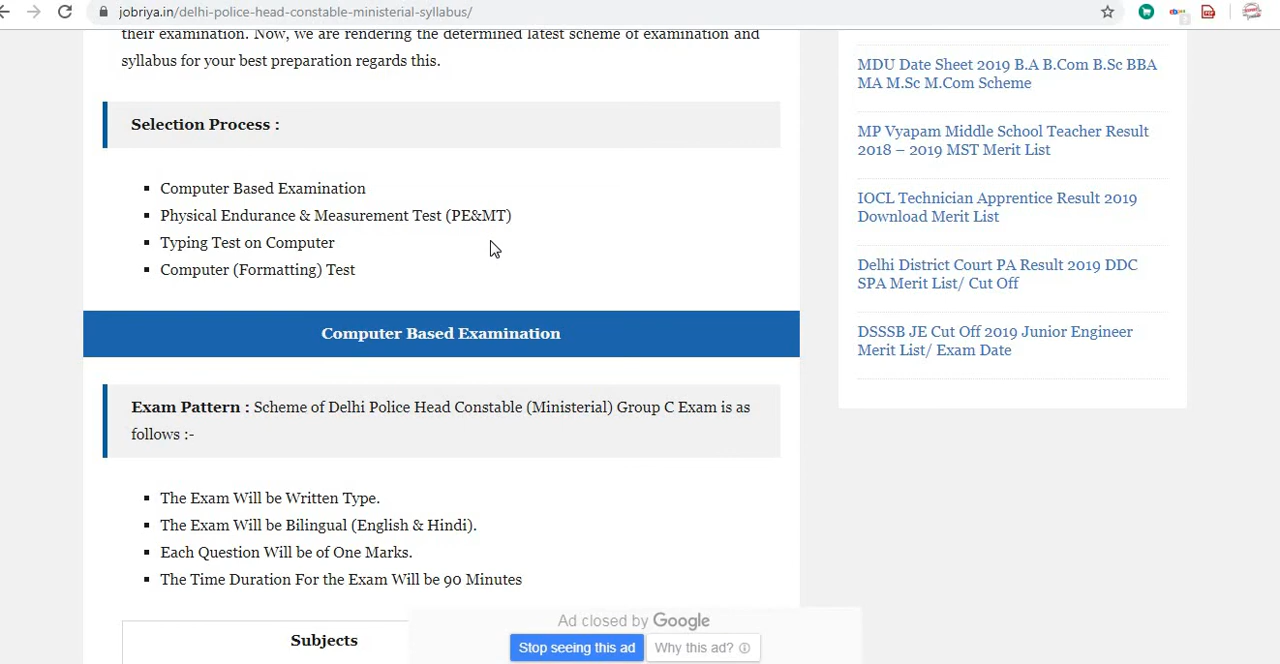 jobriya.in/delhi-police-head-constable-ministerial-syllabus/
their examination. Now, we are rendering the determined latest scheme of examination and
syllabus for your best preparation regards this.
Selection Process :
Computer Based Examination
Physical Endurance & Measurement Test (PE&MT)
Typing Test on Computer
Computer (Formatting) Test
Computer Based Examination
Exam Pattern : Scheme of Delhi Police Head Constable (Ministerial) Group C Exam is as
follows :-
The Exam Will be Written Type.
The Exam Will be Bilingual (English & Hindi).
Each Question Will be of One Marks.
The Time Duration For the Exam Will be 90 Minutes
Subjects
Ad closed by Google
Stop seeing this ad
Why this ad?
MDU Date Sheet 2019 B.A B.Com B.Sc BBA
MA M.Sc M.Com Scheme
MP Vyapam Middle School Teacher Result
2018 – 2019 MST Merit List
IOCL Technician Apprentice Result 2019
Download Merit List
Delhi District Court PA Result 2019 DDC
SPA Merit List/ Cut Off
DSSSB JE Cut Off 2019 Junior Engineer
Merit List/ Exam Date